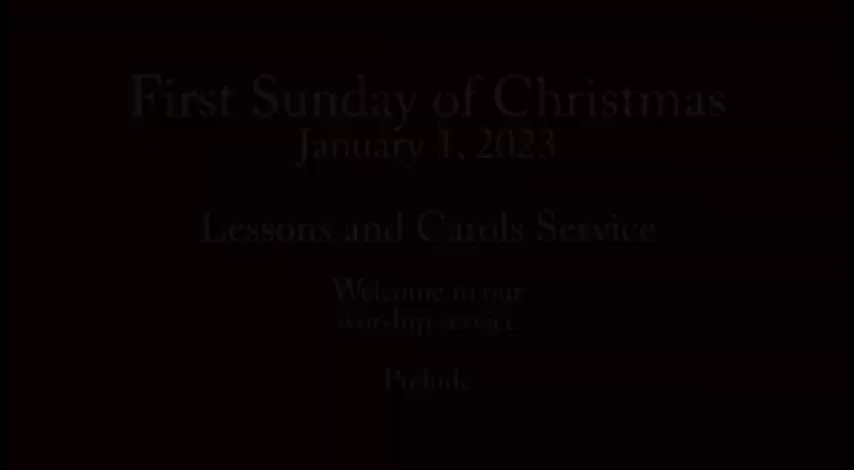 First Sunday of Christmas
January 1, 2023
Lessons and Carols Service
Welcome to our
worship service
Prelude